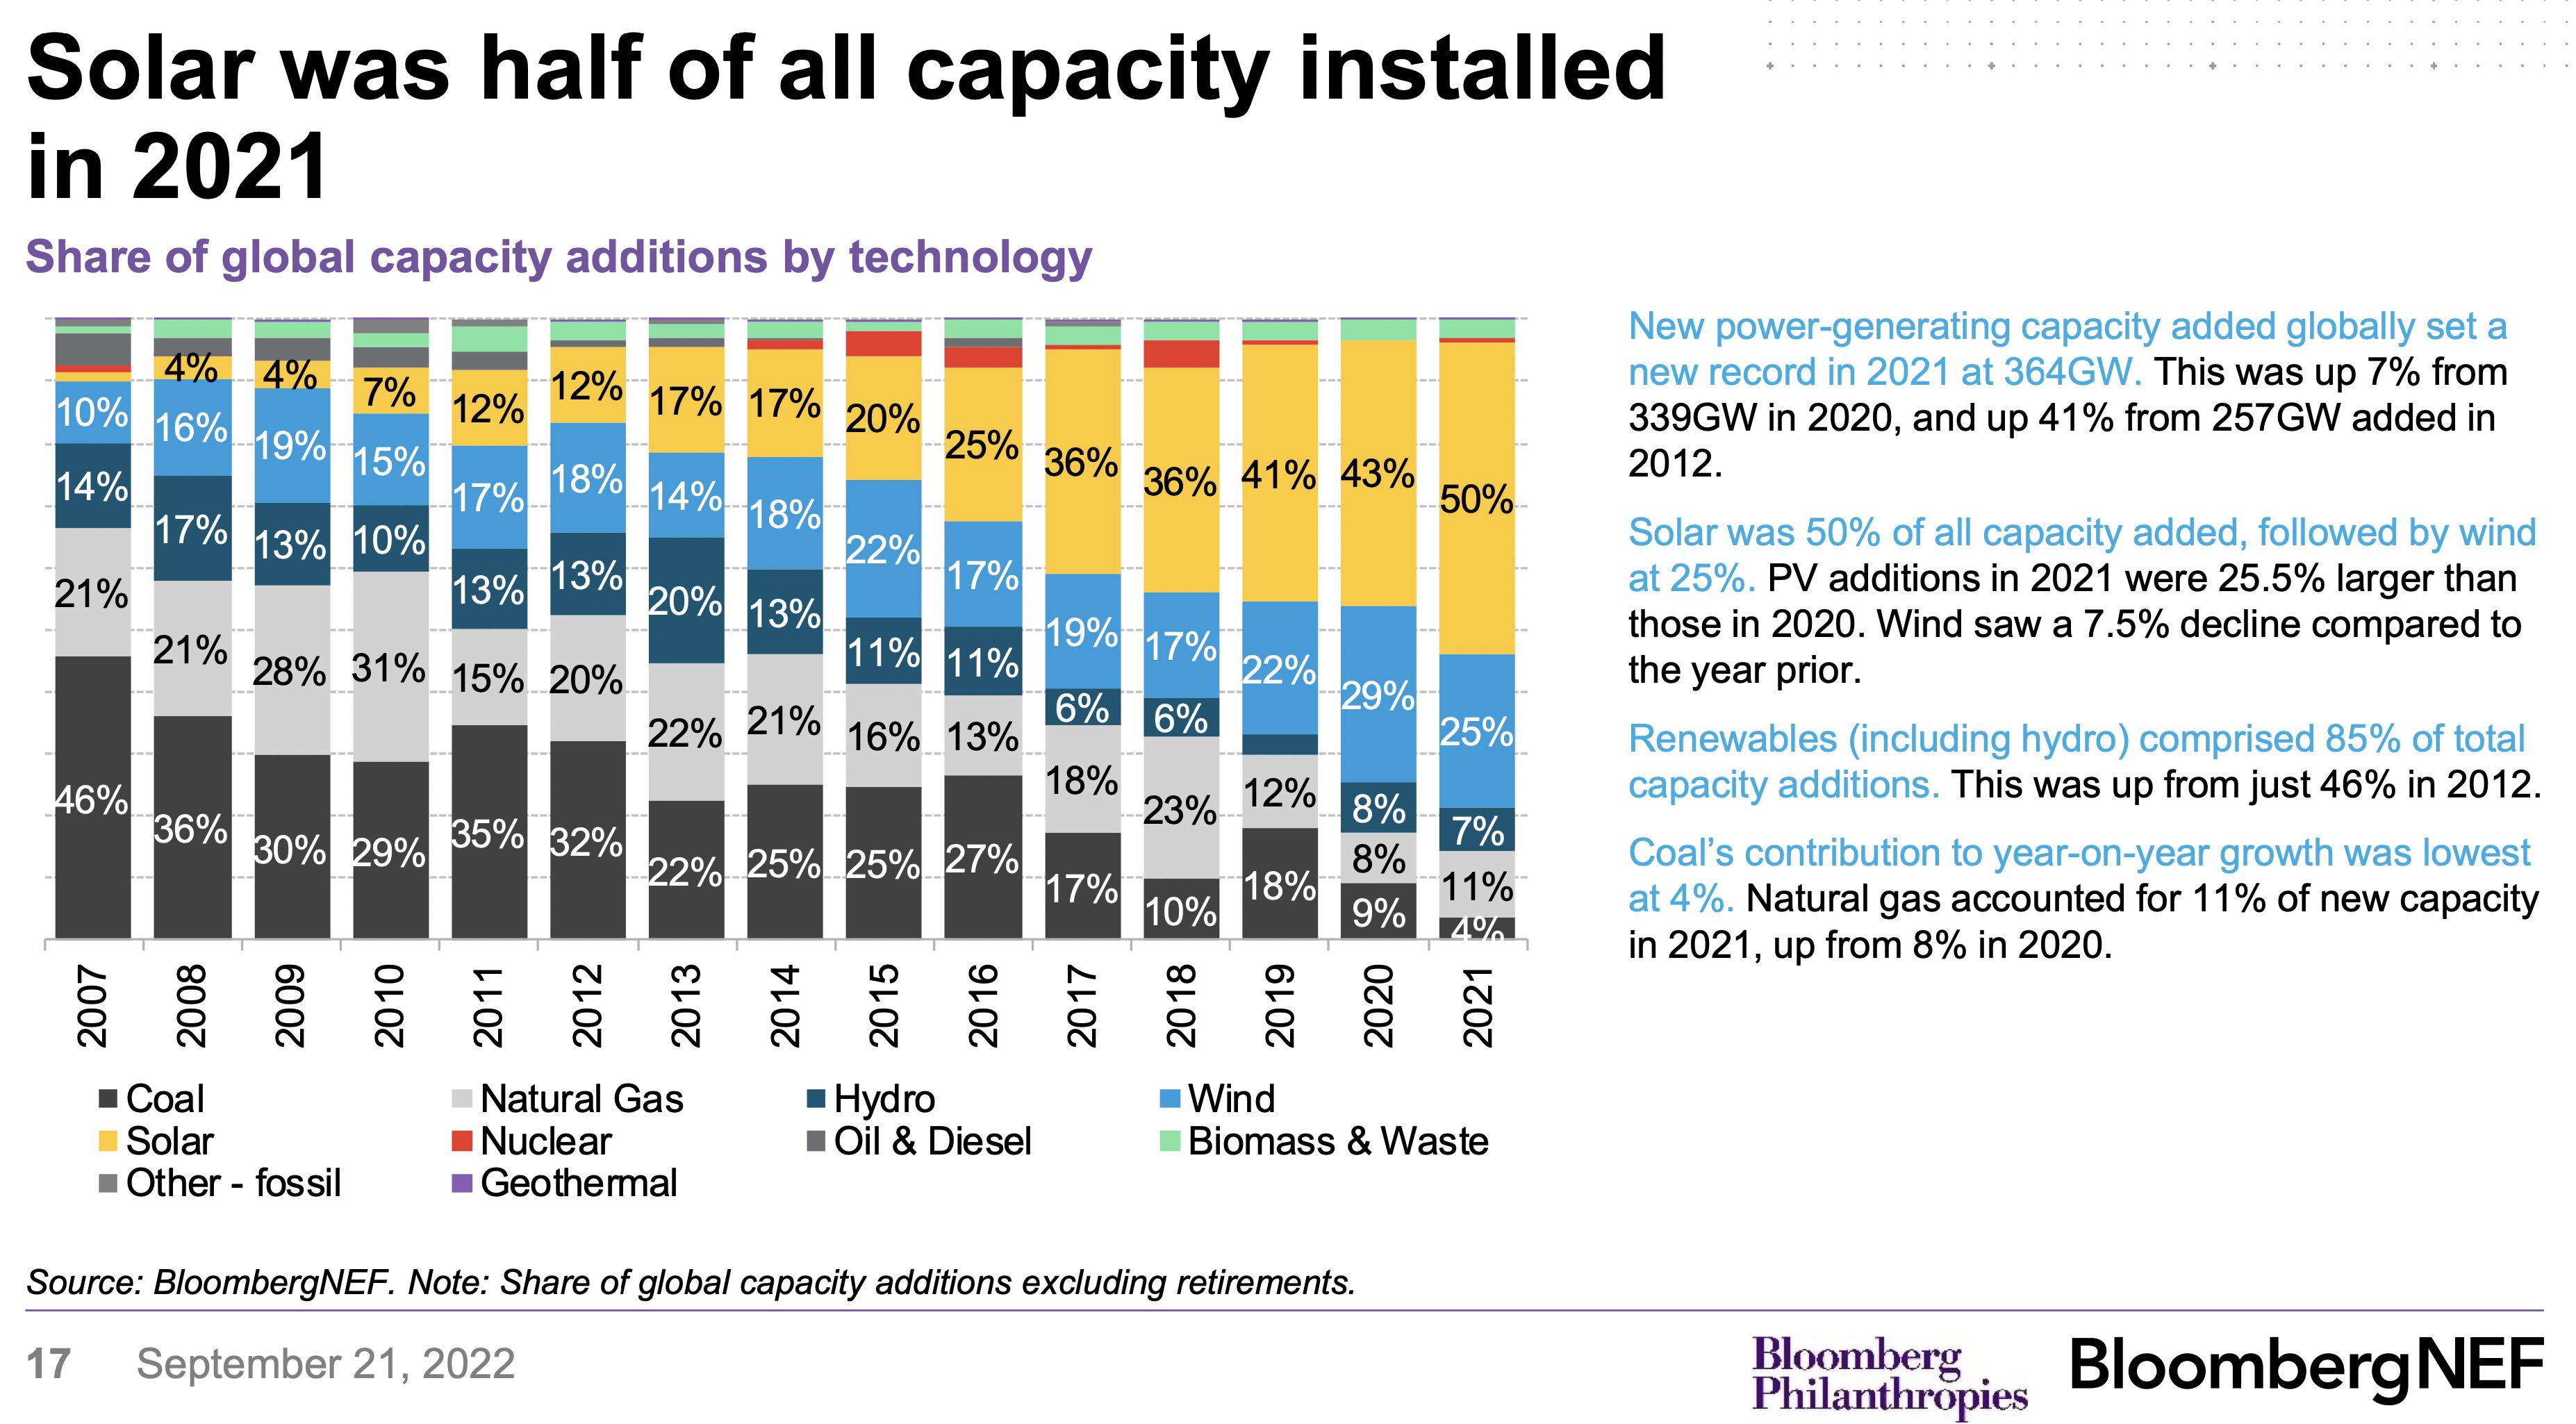 Solar was half of all capacity installed
in 2021
Share of global capacity additions by technology
46%
21%
14%
10%
36%
21%
17%
16%
4%
30%
28%
13%
19%
4%
29%
31%
10%
15%
7%
35%
15%
13%
17%
12%
32%
20%
13%
18%
12%
22%
22%
20%
14%
17%
25%
21%
13%
18%
17%
25%
16%
11%
22%
20%
27%
13%
11%
17%
25%
17%
18%
6%
19%
36%
10%
23%
6%
17%
36%
18%
12%
22%
41%
9%
8%
8%
29%
43%
4%
11%
7%
25%
50%
2007
2008
2009
2010
2011
2012
2013
2014
2015
2016
2017
2018
2019
2020
2021
Coal
Natural Gas
Hydro
Wind
Solar
Nuclear
Oil & Diesel
Biomass & Waste
Other - fossil
Geothermal
New power-generating capacity added globally set a
new record in 2021 at 364GW. This was up 7% from
339GW in 2020, and up 41% from 257GW added in
2012.
Solar was 50% of all capacity added, followed by wind
at 25%. PV additions in 2021 were 25.5% larger than
those in 2020. Wind saw a 7.5% decline compared to
the year prior.
Renewables (including hydro) comprised 85% of total
capacity additions. This was up from just 46% in 2012.
Coal's contribution to year-on-year growth was lowest
at 4%. Natural gas accounted for 11% of new capacity
in 2021, up from 8% in 2020.
Source: BloombergNEF. Note: Share of global capacity additions excluding retirements.
17 September 21, 2022
Bloomberg
Philanthropies
BloombergNEF